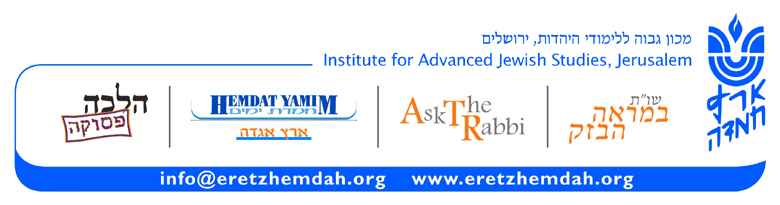 מכון גבוה ללימודי היהדות, ירושלים
Institute for Advanced Jewish Studies, Jerusalem
ארץ
חמדה
הלכה
פסוקה
HEMDAT YAMIM
חמדת ימים
ארץ אגדה
Ask The
Rabbi
שו"ת
במראה
הבזק
info@eretzhemdah.org www.eretzhemdah.org